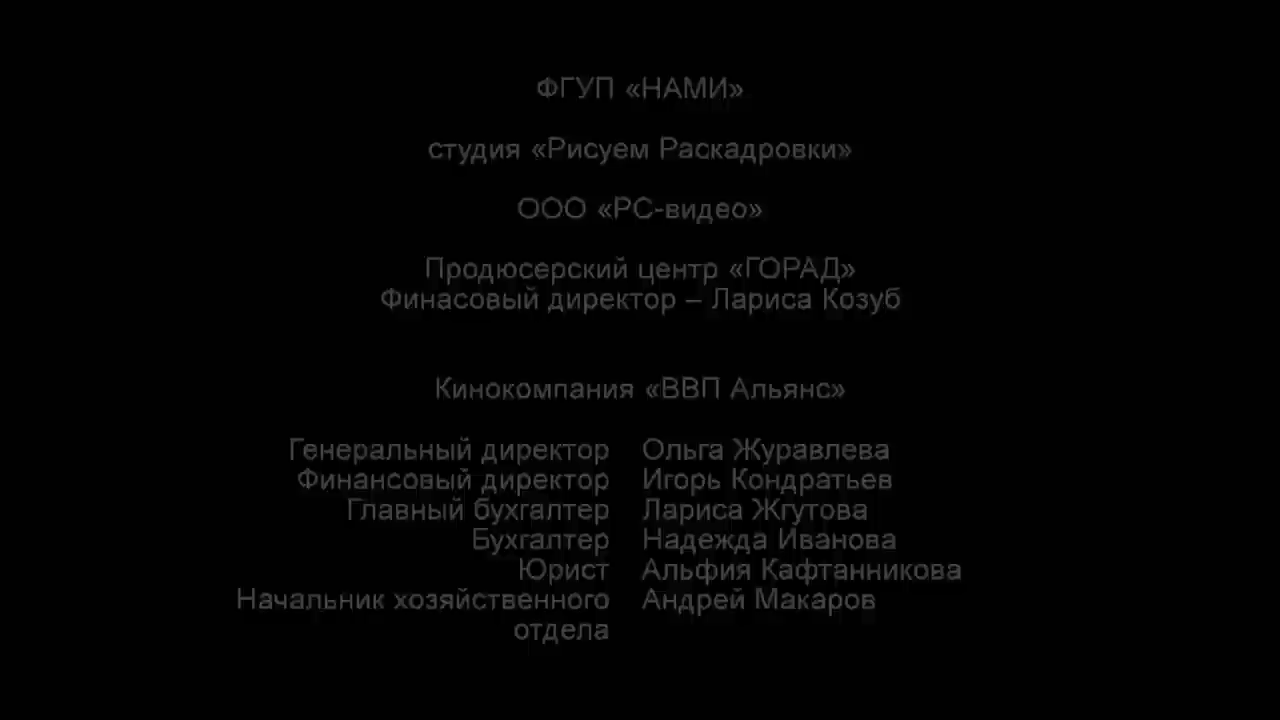 ФГУП «НАМИ»
студия «Рисуем Раскадровки»
ООО «РС-видео»
Продюсерский центр «ГОРАД»
Финасовый директор – Лариса Козуб
Кинокомпания «ВВП Альянс»
Генеральный директор Ольга Журавлева
Финансовый директор Игорь Кондратьев
Главный бухгалтер Лариса Жгутова
Бухгалтер Надежда Иванова
Юрист Альфия Кафтанникова
Начальник хозяйственного Андрей Макаров
отдела